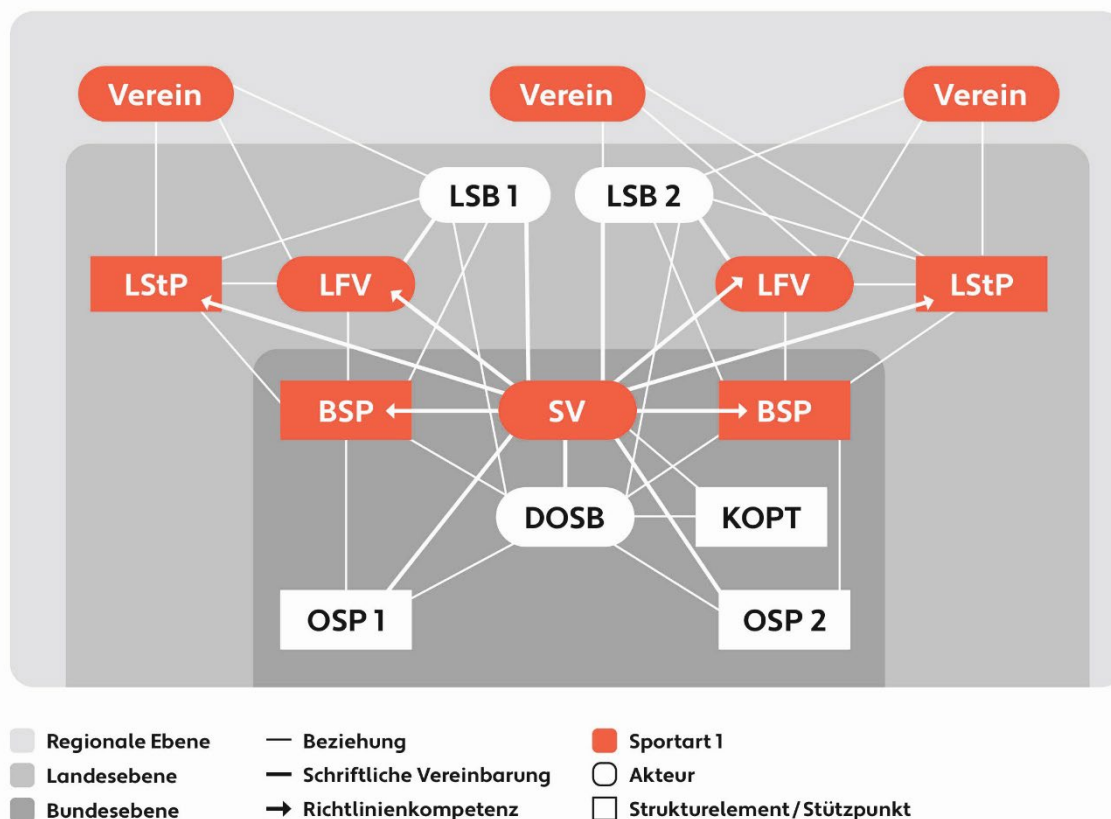 Verein Verein Verein
LSB 1 LSB 2
LStP LFV LFV LStP
BSP SV BSP
DOSB KOPT
OSP 1 OSP 2
Regionale Ebene Beziehung Sportart 1
Landesebene Schriftliche Vereinbarung Akteur
Bundesebene Richtlinienkompetenz Strukturelement / Stützpunkt